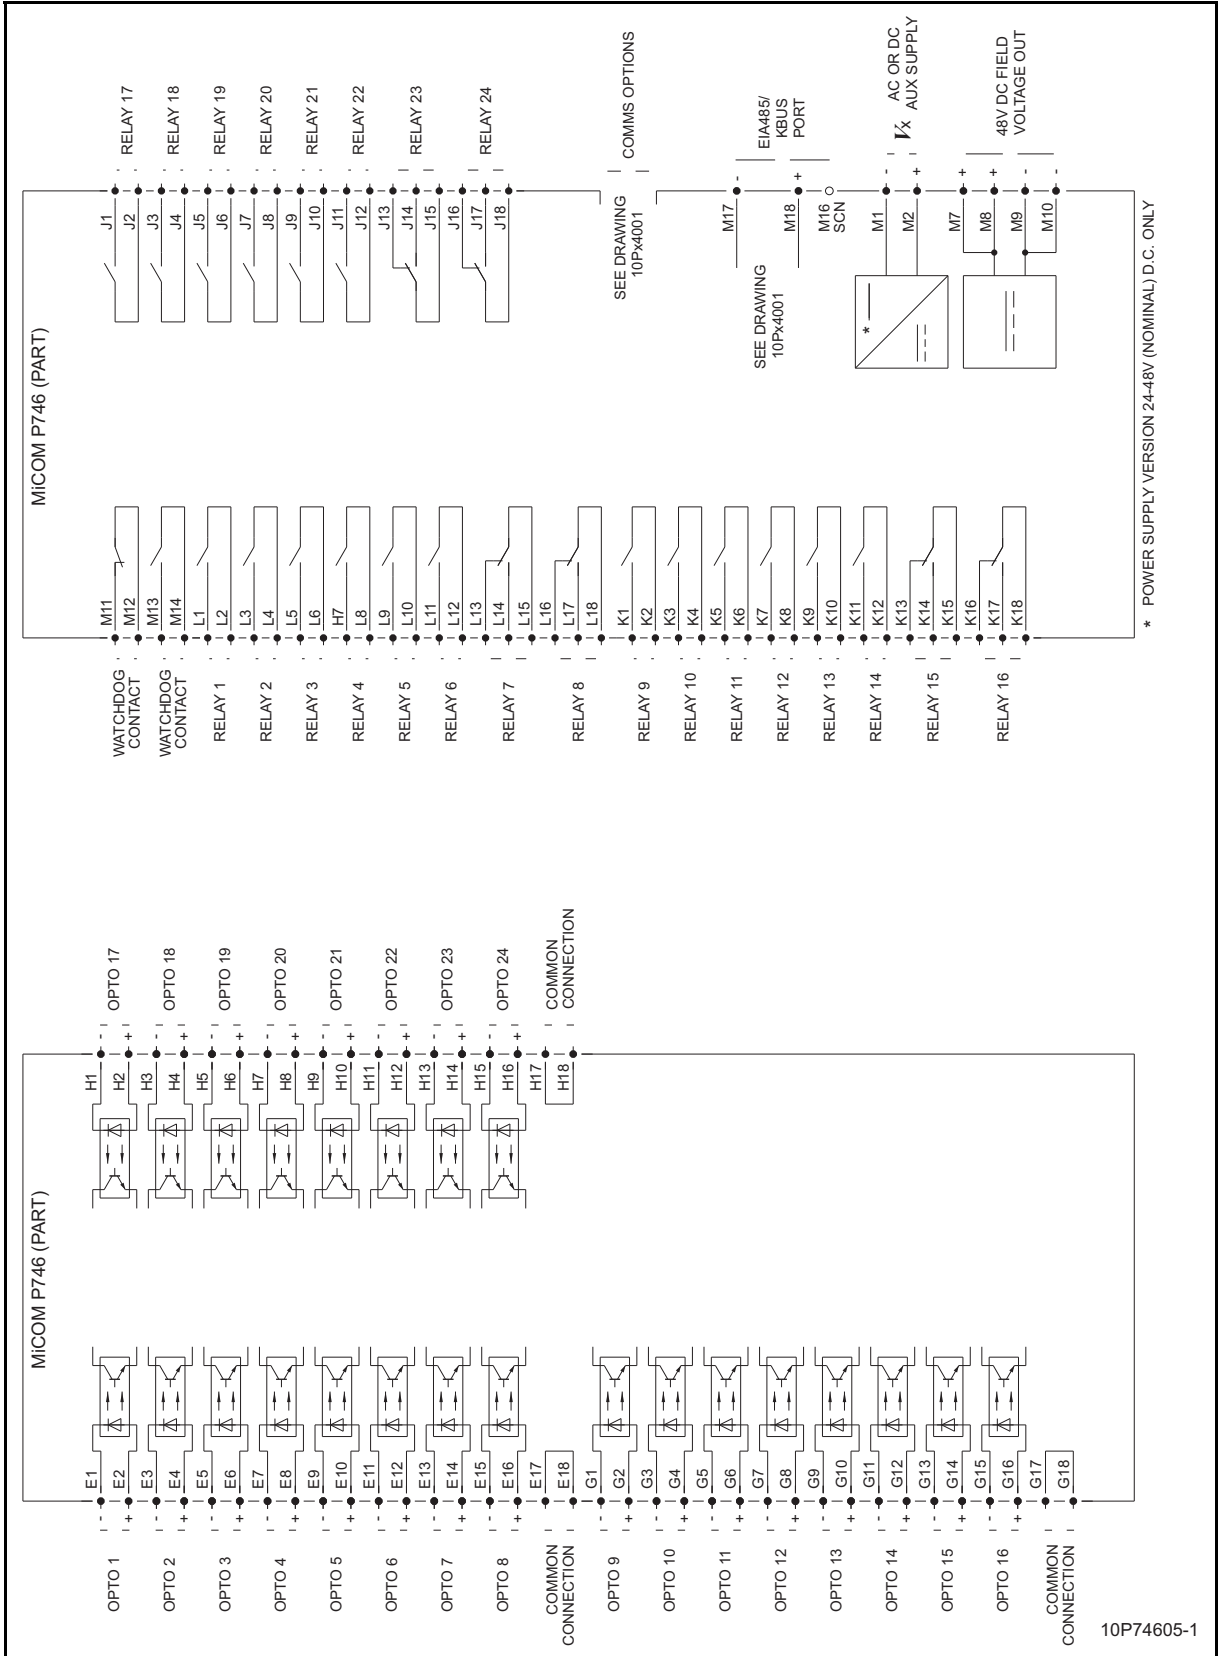 MiCOM P746 (PART)
WATCHDOG
CONTACT
WATCHDOG
CONTACT
RELAY 1
RELAY 2
RELAY 3
RELAY 4
RELAY 5
RELAY 6
RELAY 7
RELAY 8
RELAY 9
RELAY 10
RELAY 11
RELAY 12
RELAY 13
RELAY 14
RELAY 15
RELAY 16
M11
M12
M13
M14
L1
L2
L3
L4
L5
L6
H7
L8
L9
L10
L11
L12
L13
L14
L15
L16
L17
L18
K1
K2
K3
K4
K5
K6
K7
K8
K9
K10
K11
K12
K13
K14
K15
K16
K17
K18
J1
J2
J3
J4
J5
J6
J7
J8
J9
J10
J11
J12
J13
J14
J15
J16
J17
J18
RELAY 17
RELAY 18
RELAY 19
RELAY 20
RELAY 21
RELAY 22
RELAY 23
RELAY 24
SEE DRAWING
10Px4001
COMMS OPTIONS
SEE DRAWING
10Px4001
M17 -
M18 +
M16
SCN
EIA485/
KBUS
PORT
*
M1 -
M2 +
Vx AC OR DC
AUX SUPPLY
M7 +
M8 +
M9 -
M10 -
48V DC FIELD
VOLTAGE OUT
* POWER SUPPLY VERSION 24-48V (NOMINAL) D.C. ONLY
MiCOM P746 (PART)
OPTO 1
- E1
+ E2
OPTO 2
- E3
+ E4
OPTO 3
- E5
+ E6
OPTO 4
- E7
+ E8
OPTO 5
- E9
+ E10
OPTO 6
- E11
+ E12
OPTO 7
- E13
+ E14
OPTO 8
- E15
+ E16
COMMON
CONNECTION
E17
E18
OPTO 9
- G1
+ G2
OPTO 10
- G3
+ G4
OPTO 11
- G5
+ G6
OPTO 12
- G7
+ G8
OPTO 13
- G9
+ G10
OPTO 14
- G11
+ G12
OPTO 15
- G13
+ G14
OPTO 16
- G15
+ G16
COMMON
CONNECTION
G17
G18
H1 -
H2 +
OPTO 17
H3 -
H4 +
OPTO 18
H5 -
H6 +
OPTO 19
H7 -
H8 +
OPTO 20
H9 -
H10 +
OPTO 21
H11 -
H12 +
OPTO 22
H13 -
H14 +
OPTO 23
H15 -
H16 +
OPTO 24
H17
H18
COMMON
CONNECTION
10P74605-1